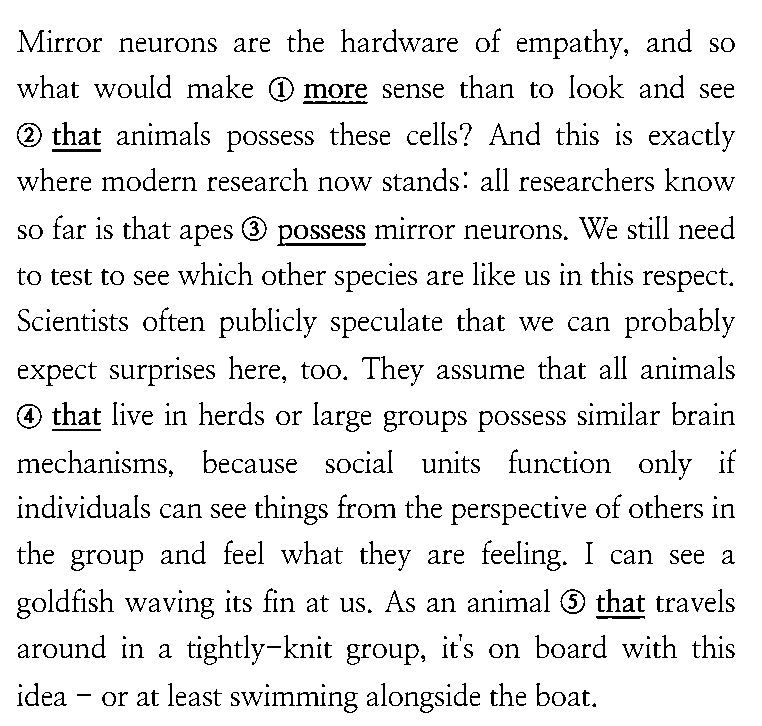 Mirror neurons are the hardware of empathy, and so
what would make ① more sense than to look and see
② that animals possess these cells? And this is exactly
where modern research now stands: all researchers know
so far is that apes ③ possess mirror neurons. We still need
to test to see which other species are like us in this respect.
Scientists often publicly speculate that we can probably
expect surprises here, too. They assume that all animals
④ that live in herds or large groups possess similar brain
mechanisms, because social units function only if
individuals can see things from the perspective of others in
the group and feel what they are feeling. I can see a
goldfish waving its fin at us. As an animal ⑤ that travels
around in a tightly-knit group, it's on board with this
idea - or at least swimming alongside the boat.